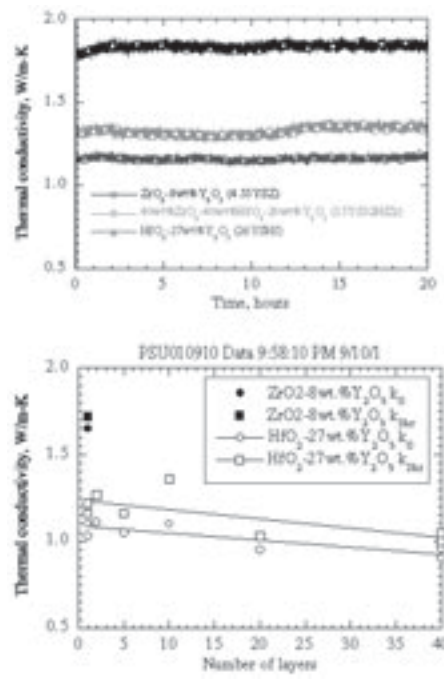 Thermal conductivity, W/m-K
2.0
1.5
1.0
0.5
ZrO₂-8wt%Y₂O₃ (4.55YSZ)
HfO₂-27wt%Y₂O₃
0
5
10
15
20
Time, hours
PSU010910 Data 9:58:10 PM 9/10/1
Thermal conductivity, W/m-K
2.0
1.5
1.0
0.5
ZrO2-8wt.%Y₂O₃ k₀
ZrO2-8wt.%Y₂O₃
HfO₂-27wt.%Y₂O₃ k₀
HfO₂-27wt.%Y₂O₃
0
5
10
15
20
25
30
35
40
Number of layers